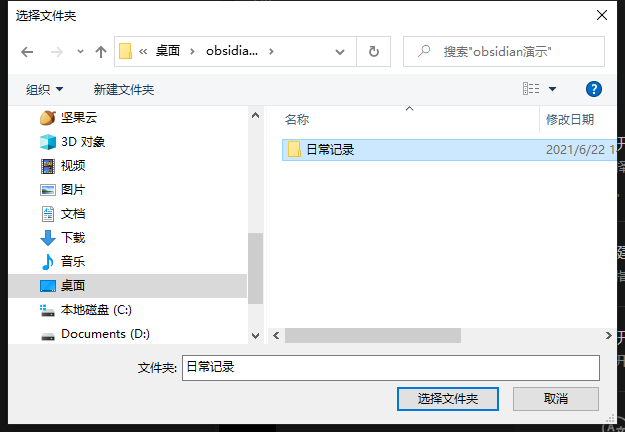 选择文件夹
« 桌面 › obsidia... ›
搜索"obsidian演示"
组织
新建文件夹
坚果云
3D 对象
视频
图片
文档
下载
音乐
桌面
本地磁盘 (C:)
Documents (D:)
名称
修改日期
日常记录
2021/6/22 1
文件夹:
日常记录
选择文件夹
取消